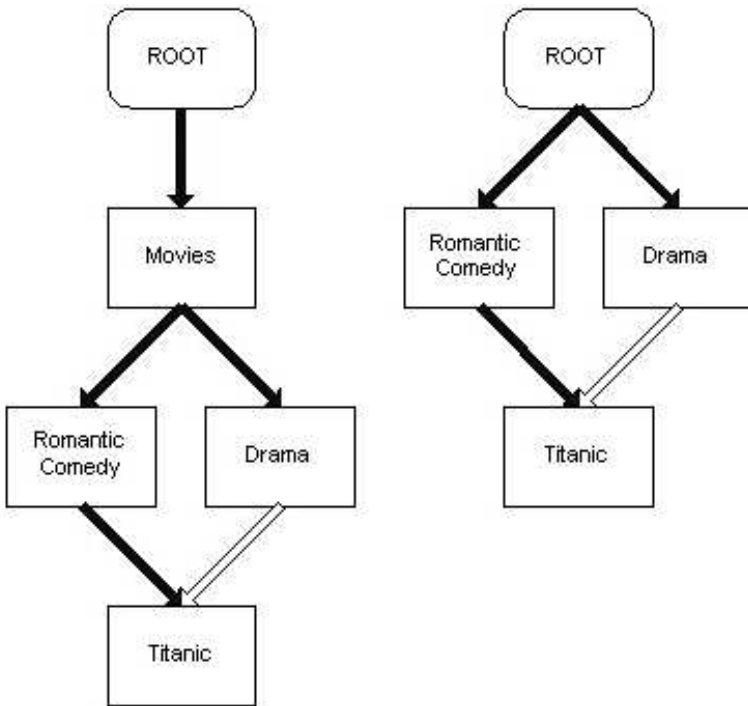 ROOT
Movies
Romantic
Comedy
Drama
Titanic
ROOT
Romantic
Comedy
Drama
Titanic